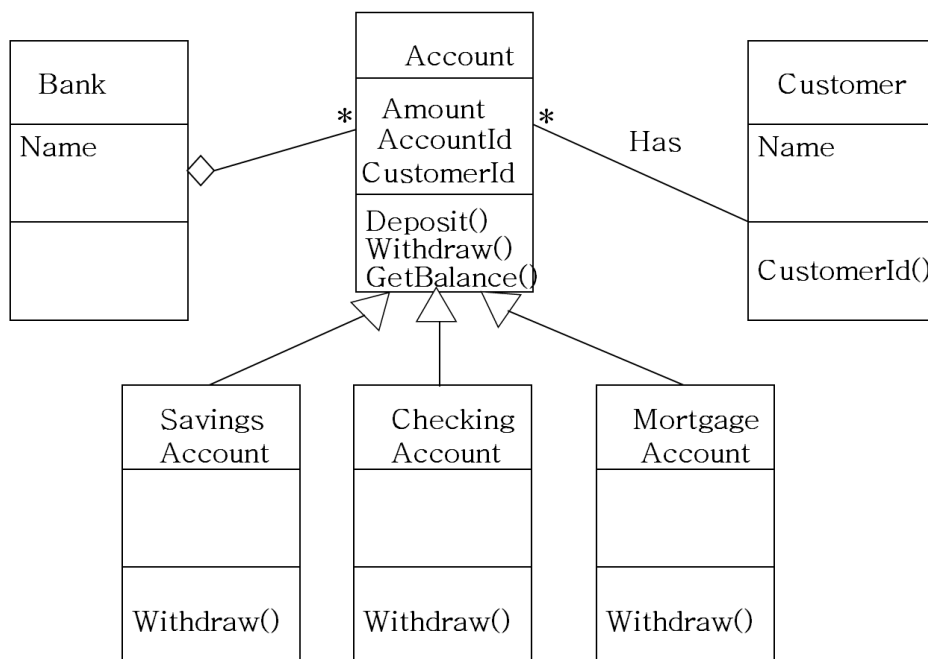 Bank
Name
*
Account
Amount
AccountId
CustomerId
Deposit()
Withdraw()
GetBalance()
*
Has
Customer
Name
CustomerId()
Savings
Account
Withdraw()
Checking
Account
Withdraw()
Mortgage
Account
Withdraw()